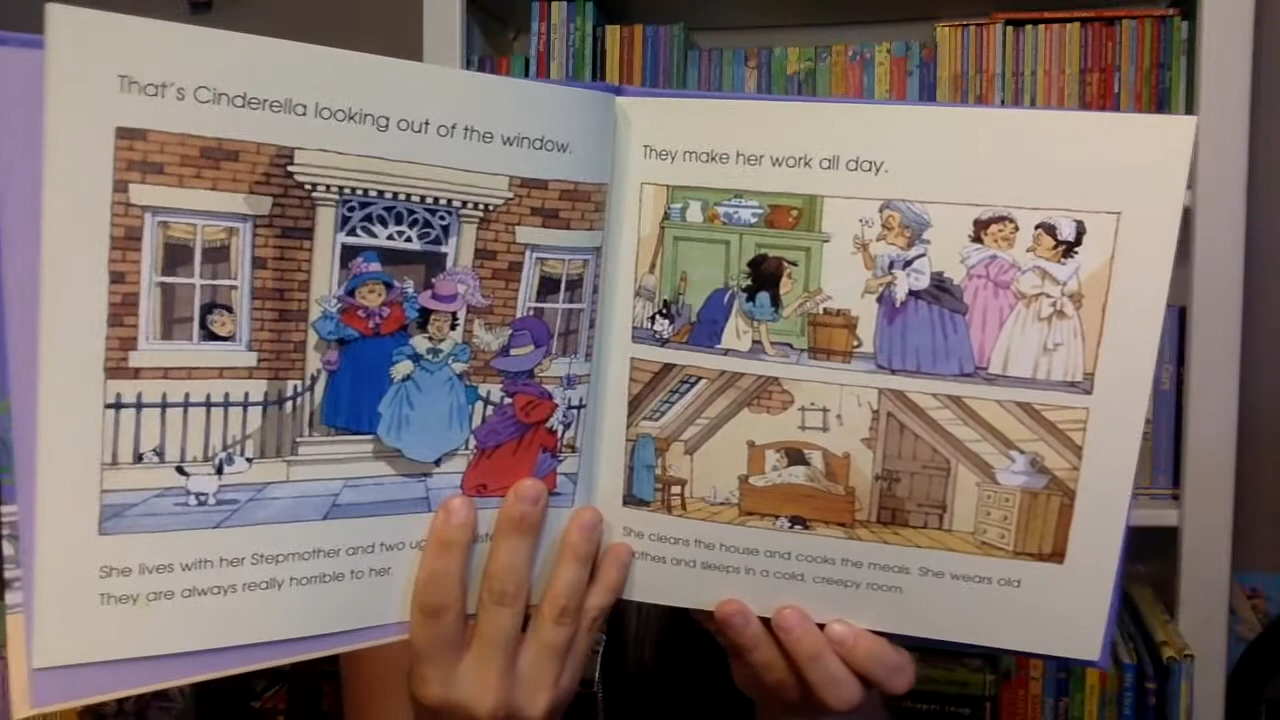 That's Cinderella looking out of the window.
She lives with her Stepmother and two
They are always really horrible to her.
They make her work all day.
She cleans the house and cooks the meals. She wears old
and sleeps in a cold, creepy room.